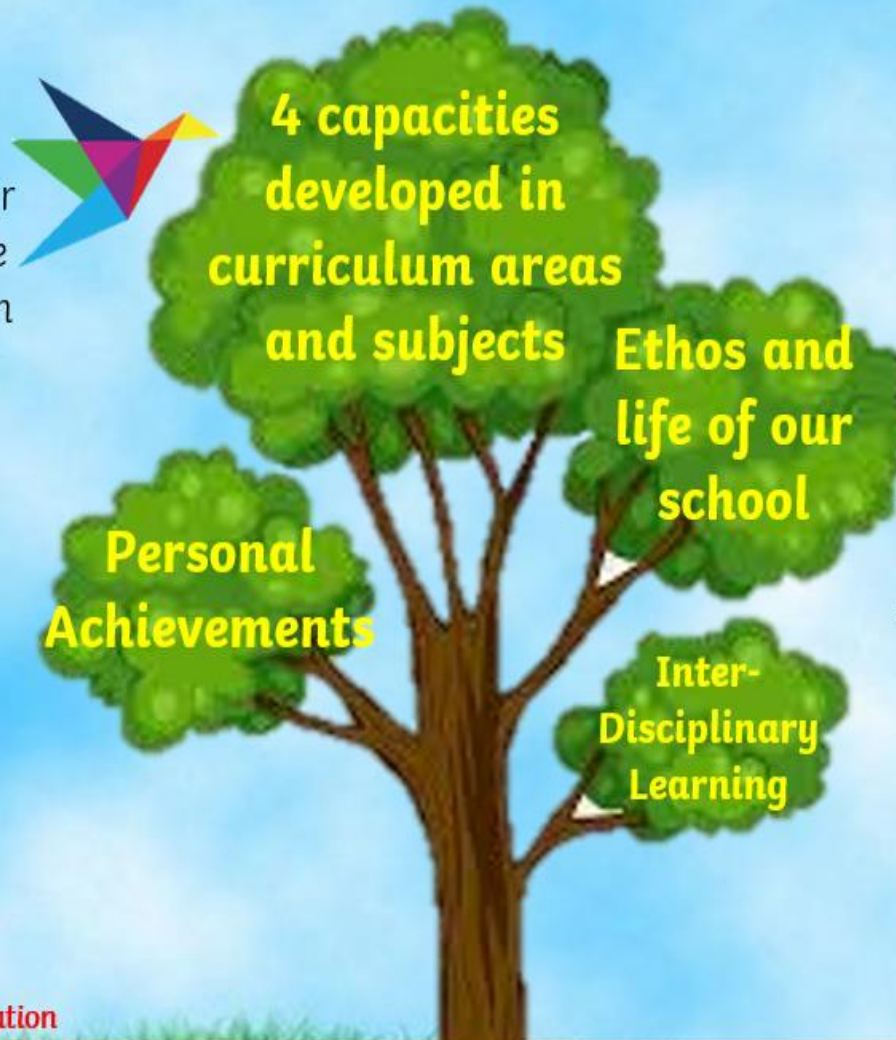 4 capacities
developed in
curriculum areas
and subjects
Ethos and
life of our
school
Personal
Achievements
Inter-
Disciplinary
Learning